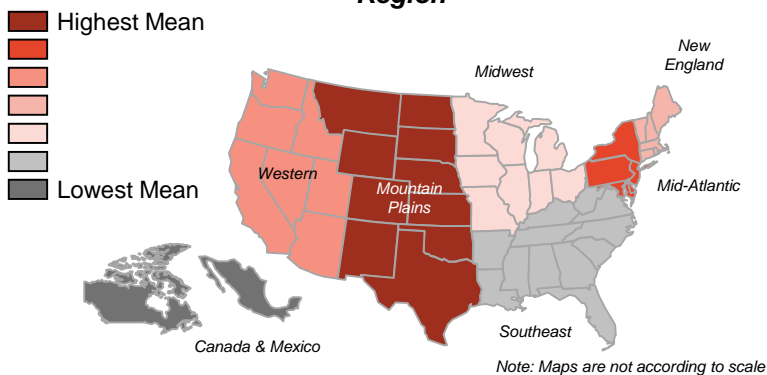 Region
Highest Mean
Lowest Mean
New
England
Midwest
Western
Mountain
Plains
Mid-Atlantic
Southeast
Canada & Mexico
Note: Maps are not according to scale